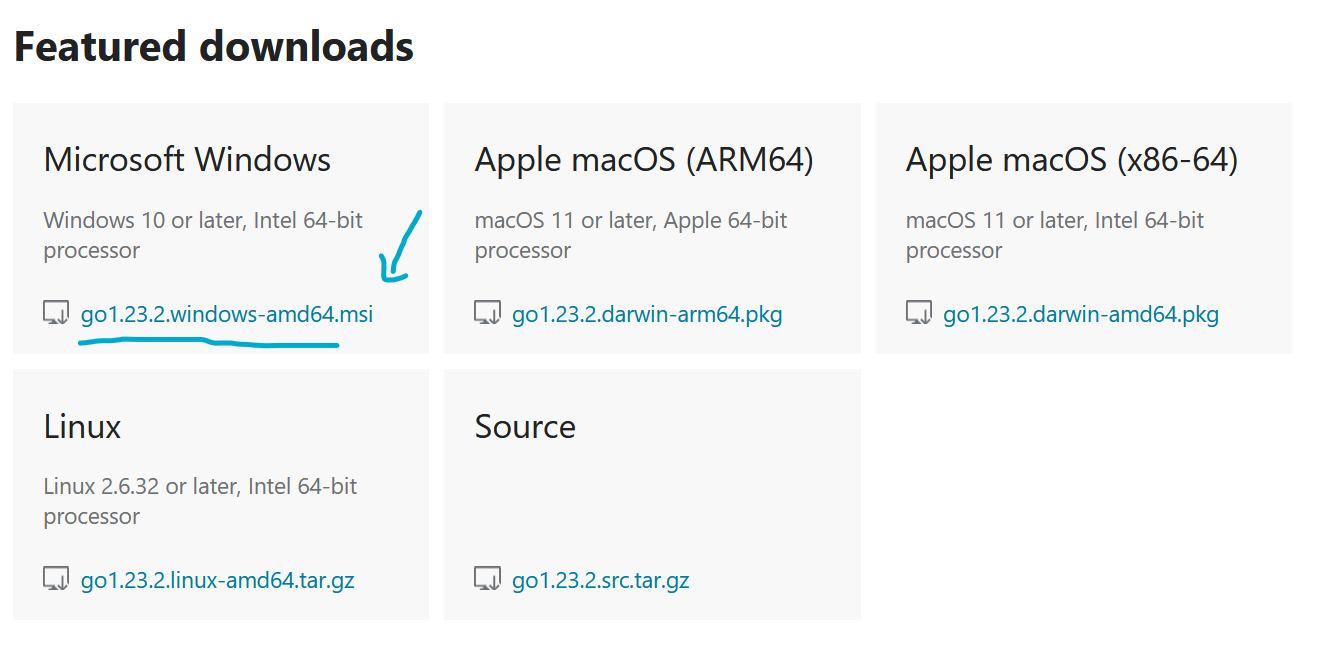 Featured downloads
Microsoft Windows
Windows 10 or later, Intel 64-bit
processor
go1.23.2.windows-amd64.msi
Apple macOS (ARM64)
macOS 11 or later, Apple 64-bit
processor
go1.23.2.darwin-arm64.pkg
Apple macOS (x86-64)
macOS 11 or later, Intel 64-bit
processor
go1.23.2.darwin-amd64.pkg
Linux
Linux 2.6.32 or later, Intel 64-bit
processor
go1.23.2.linux-amd64.tar.gz
Source
go1.23.2.src.tar.gz